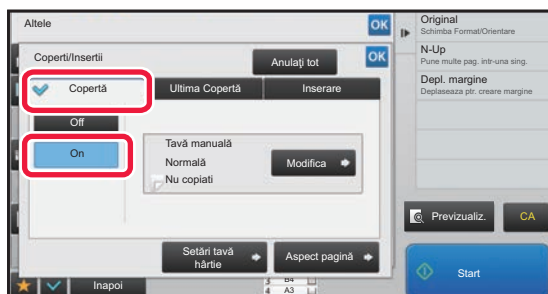 Altele
OK
Coperti/Insertii
Anulaţi tot
OK
Copertă
Ultima Copertă
Inserare
Off
On
Tavă manuală
Normală
Nu copiati
Modifica
Setări tavă
hârtie
Aspect pagină
Inapoi
B4
4 A3
Original
Schimba Format/Orientare
N-Up
Pune multe pag. intr-una sing.
Depl. margine
Deplaseaza ptr. creare margine
Previzualiz.
CA
Start